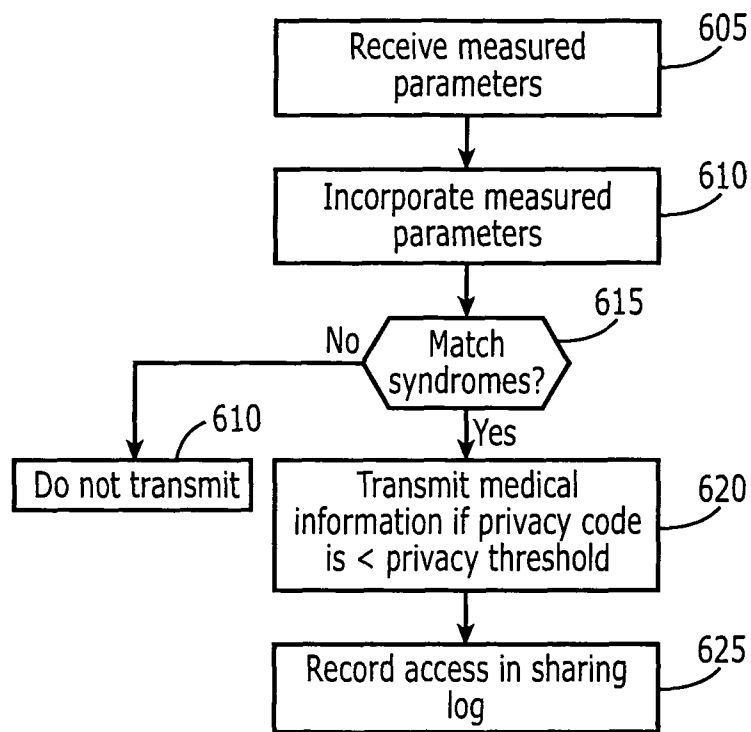 605
Receive measured
parameters
610
Incorporate measured
parameters
615
No
Match
syndromes?
Yes
610
Do not transmit
620
Transmit medical
information if privacy code
is < privacy threshold
625
Record access in sharing
log